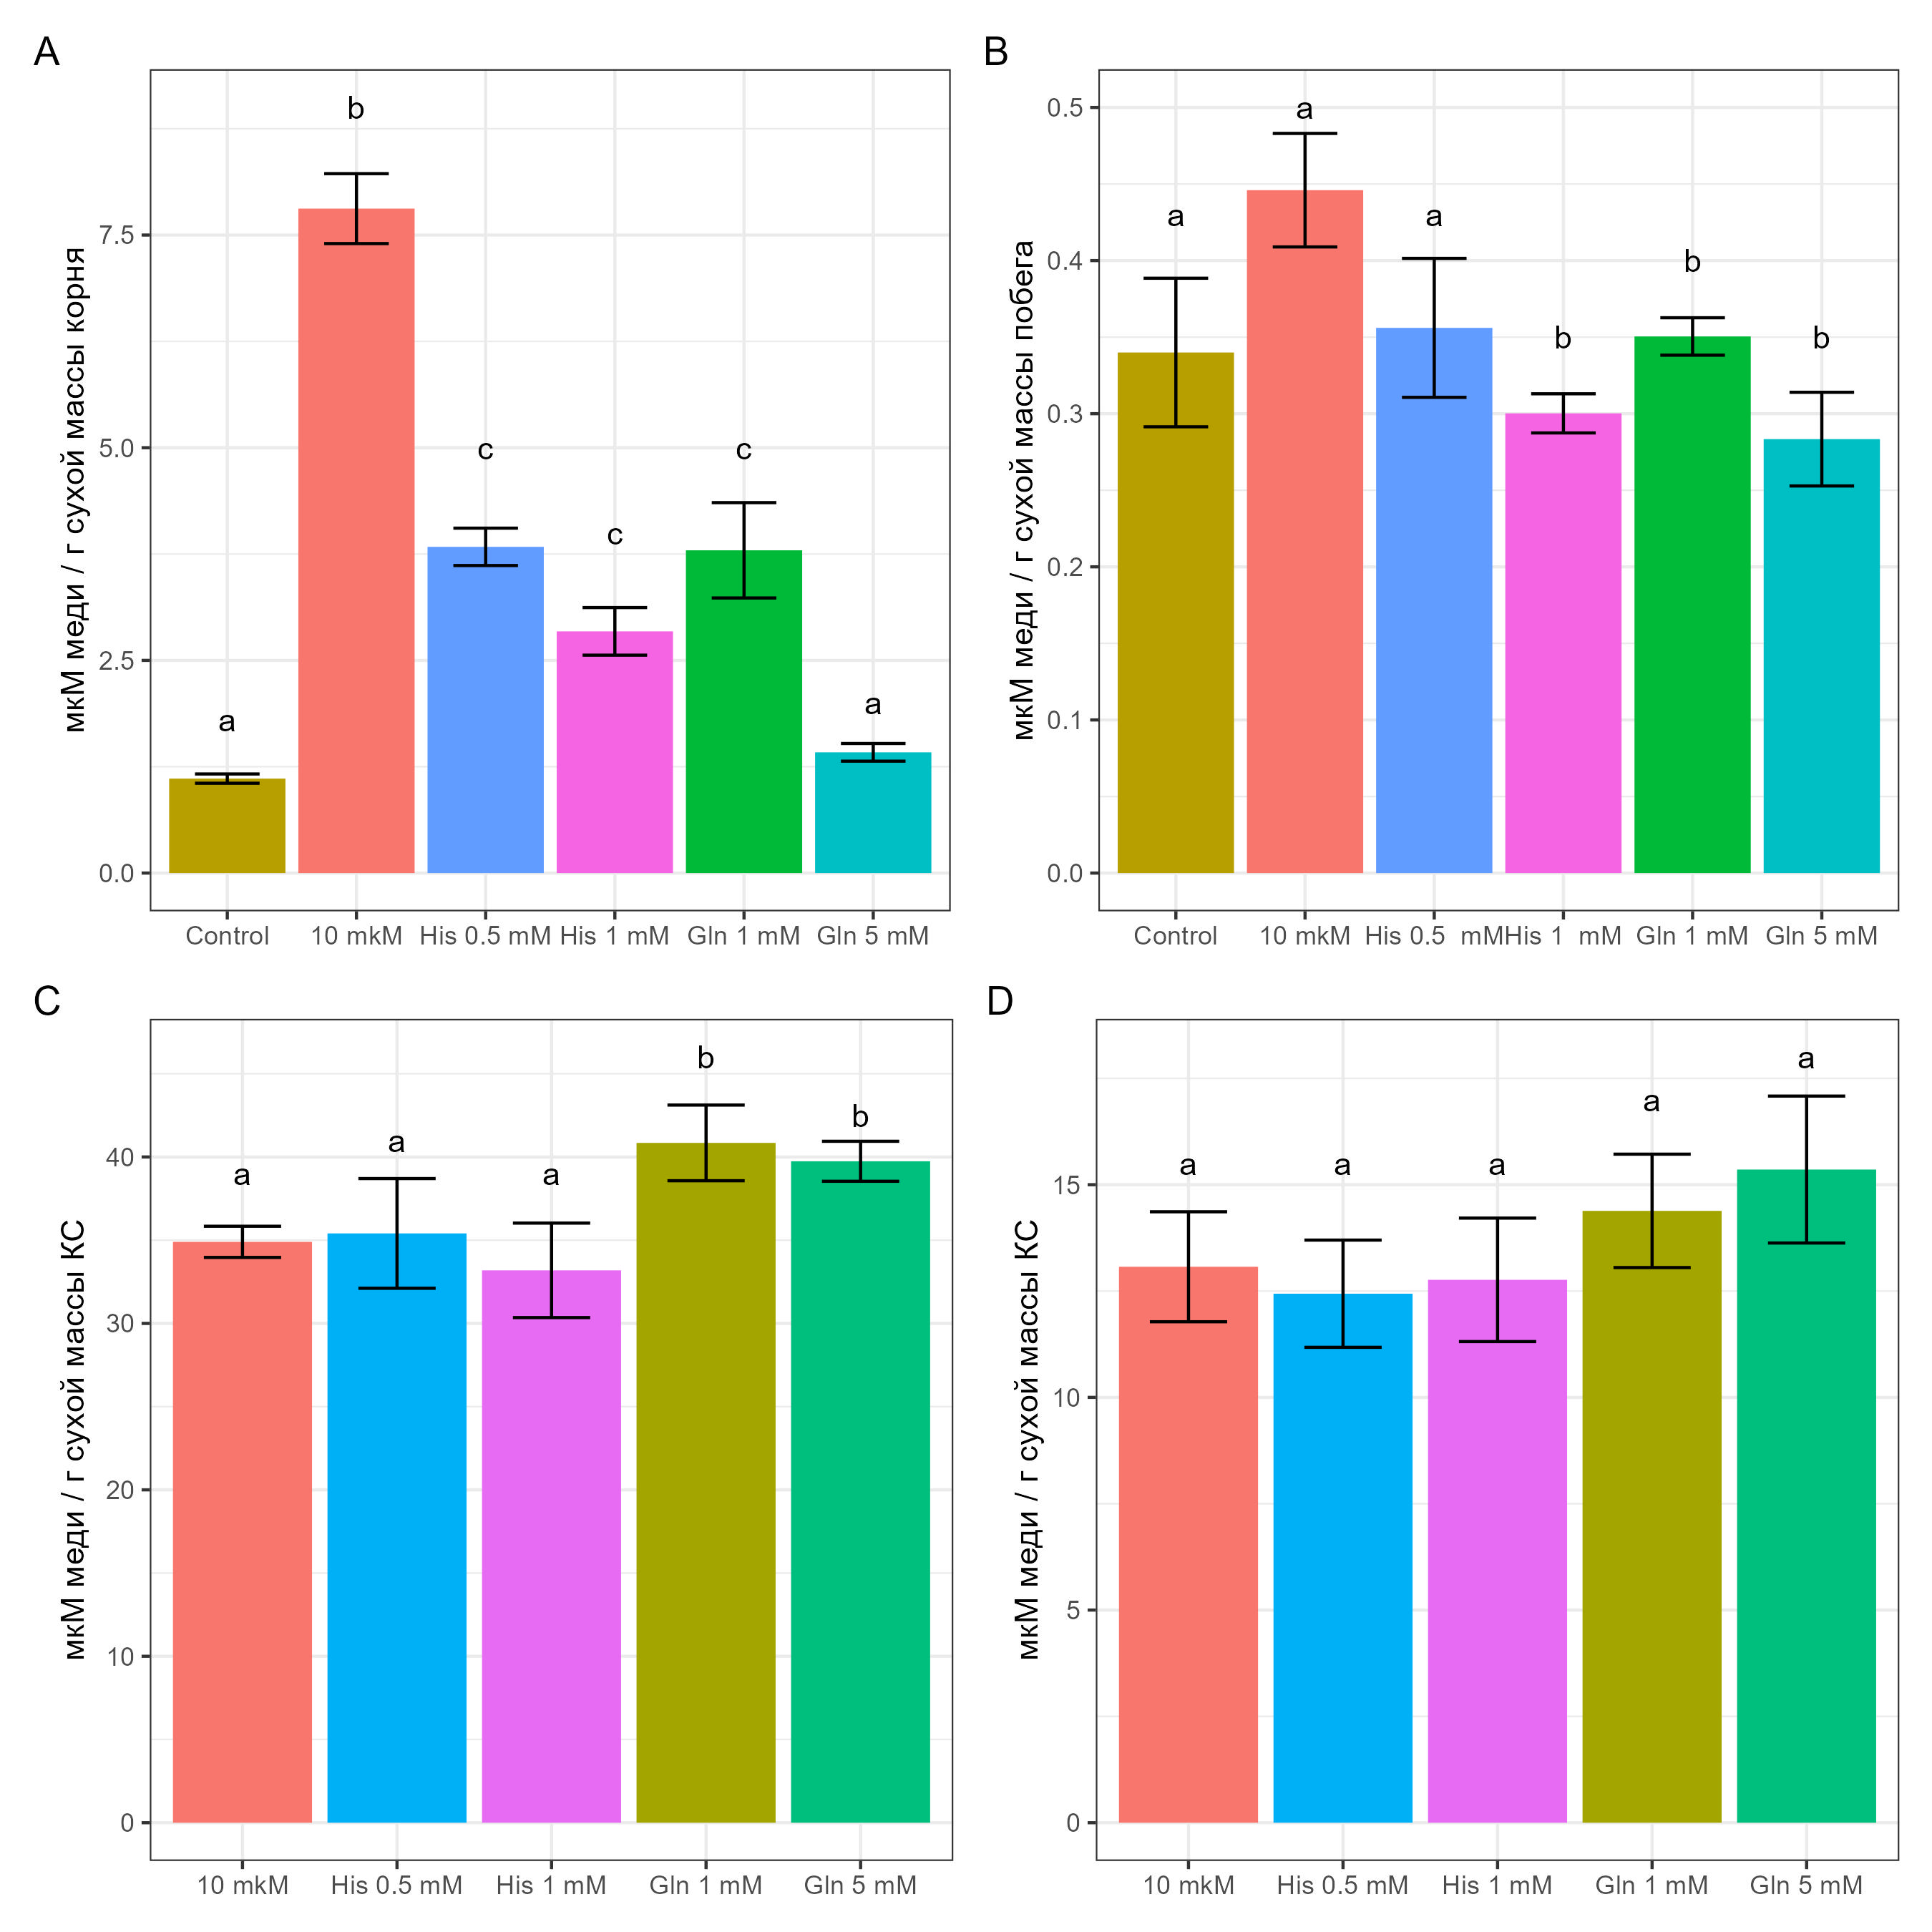 A
мкМ меди / г сухой массы корня
7.5
5.0
2.5
0.0
a
b
c
c
c
a
Control 10 mkM His 0.5 mM His 1 mM Gln 1 mM Gln 5 mM
B
мкМ меди / г сухой массы побега
0.5
0.4
0.3
0.2
0.1
0.0
a
a
a
b
b
b
Control 10 mkM His 0.5 mM His 1 mM Gln 1 mM Gln 5 mM
C
мкМ меди / г сухой массы КС
40
30
20
10
0
a
a
a
b
b
10 mkM His 0.5 mM His 1 mM Gln 1 mM Gln 5 mM
D
мкМ меди / г сухой массы КС
15
10
5
0
a
a
a
a
a
10 mkM His 0.5 mM His 1 mM Gln 1 mM Gln 5 mM